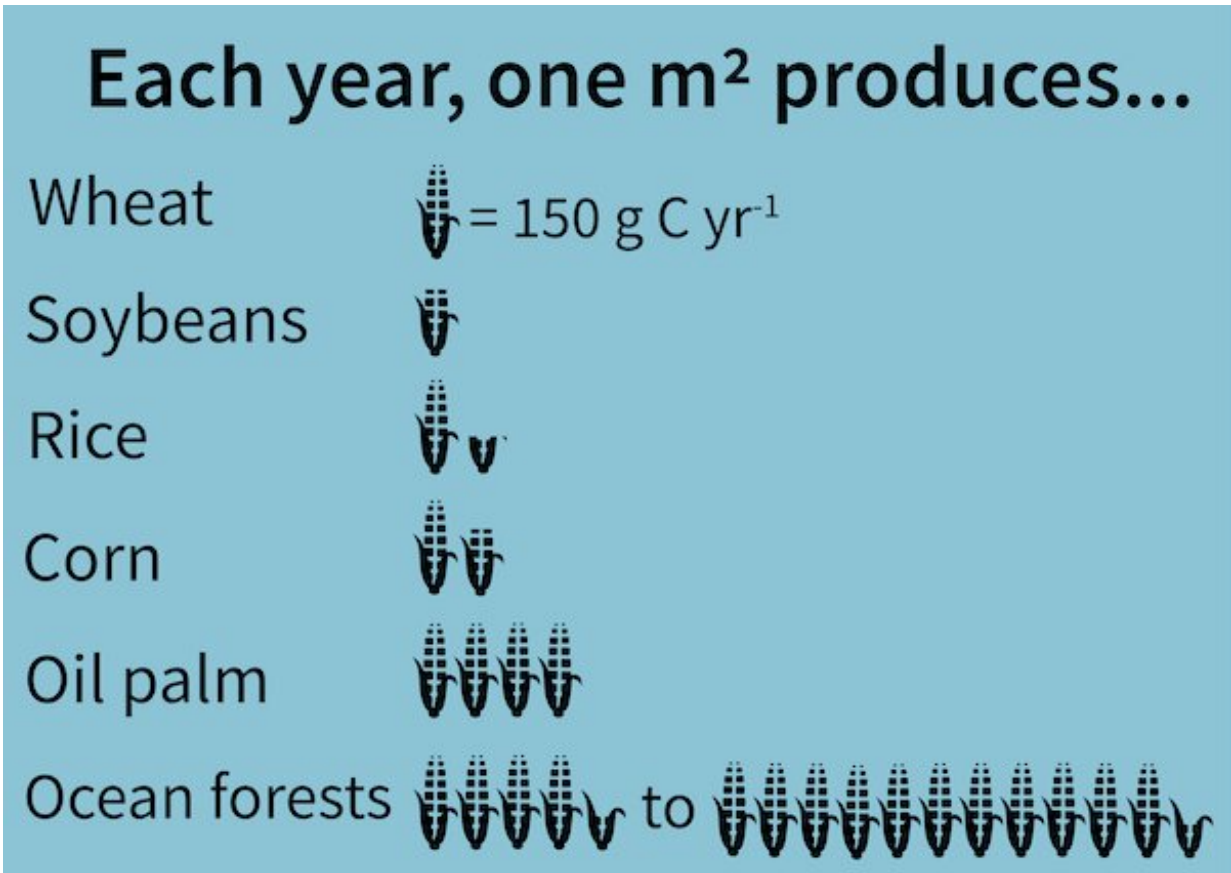 Each year, one m² produces...
Wheat = 150 g C yr⁻¹
Soybeans
Rice
Corn
Oil palm
Ocean forests to